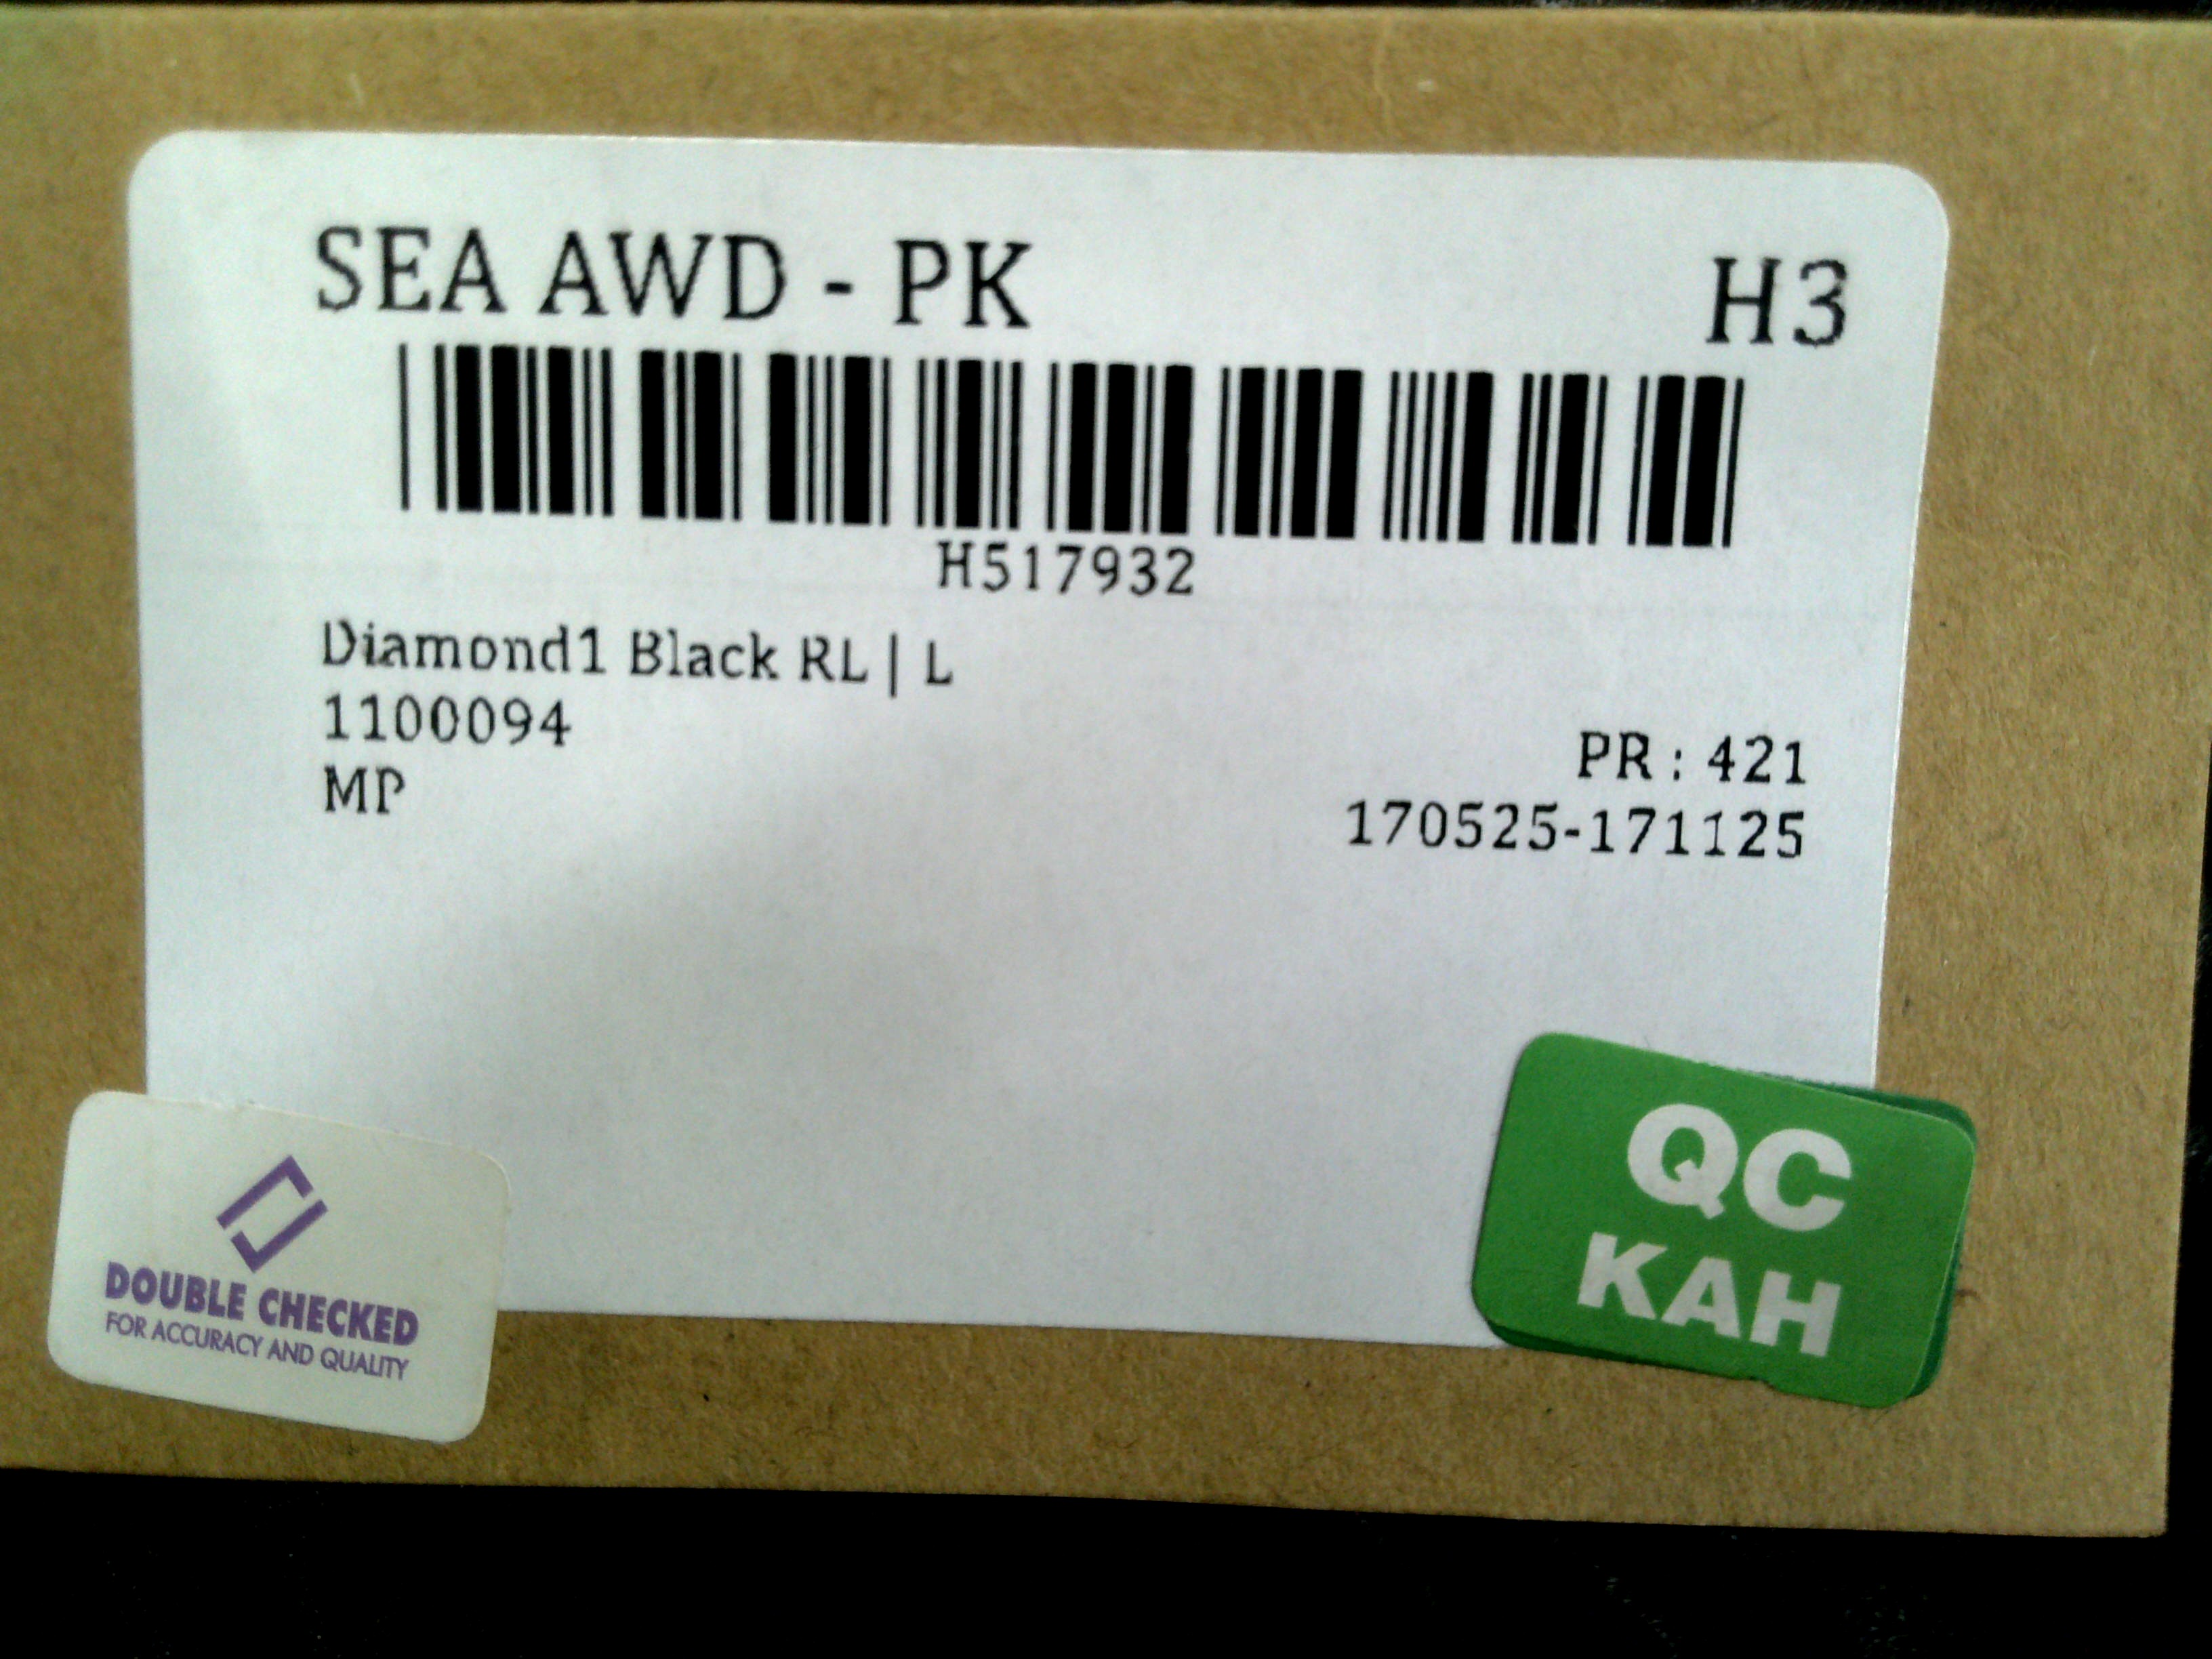 SEA AWD - PK
H3
H517932
Diamond1 Black RL | L
1100094
MP
PR : 421
170525-171125
DOUBLE CHECKED
FOR ACCURACY AND QUALITY
QC
KAH